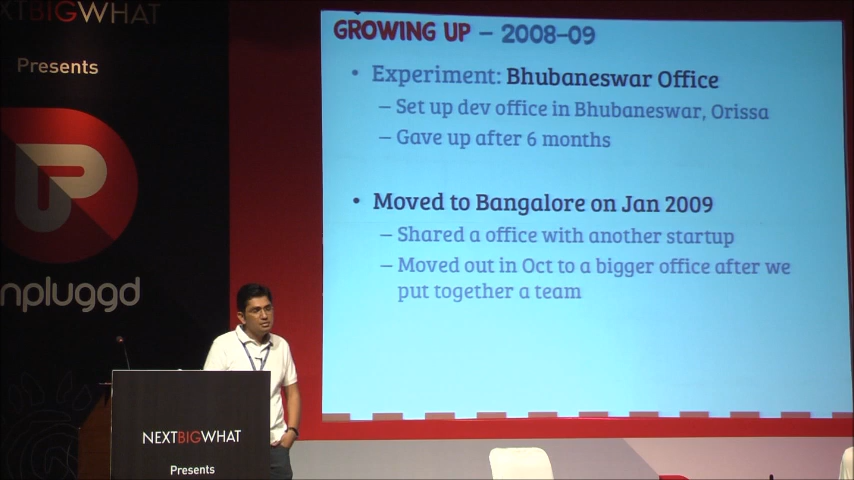 XTBIGWHAT
Presents
npluggd
GROWING UP – 2008–09
• Experiment: Bhubaneswar Office
– Set up dev office in Bhubaneswar, Orissa
– Gave up after 6 months
• Moved to Bangalore on Jan 2009
– Shared a office with another startup
– Moved out in Oct to a bigger office after we
put together a team
NEXTBIGWHAT
Presents